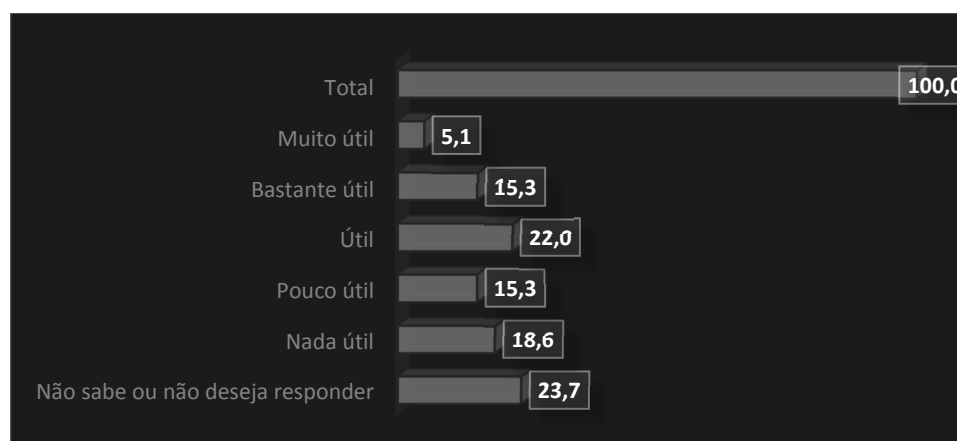 Total 100,0
Muito útil 5,1
Bastante útil 15,3
Útil 22,0
Pouco útil 15,3
Nada útil 18,6
Não sabe ou não deseja responder 23,7